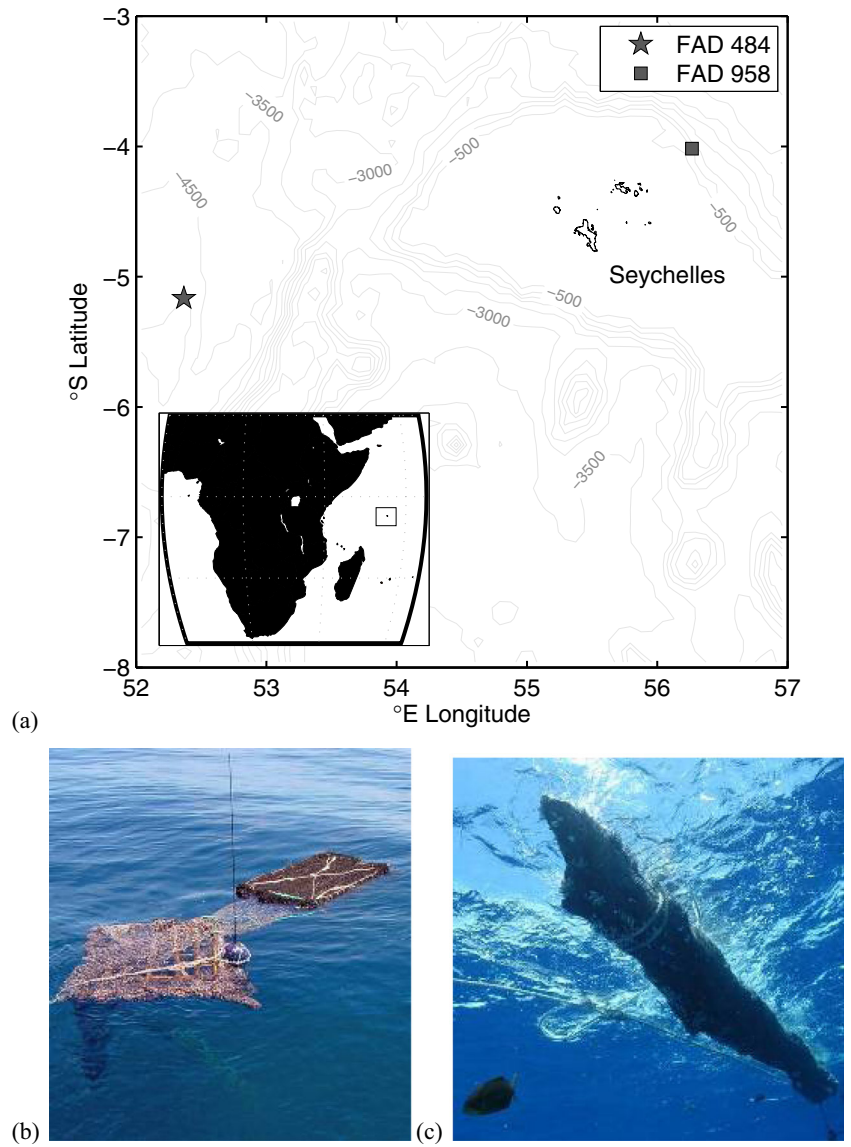 −3
FAD 484
FAD 958
−3500
−4
−500
−3000
−4500
−500
−5
Seychelles
−500
−3000
°S Latitude
−6
−3500
−7
−8
52
53
54
55
56
57
°E Longitude
(a)
(b)
(c)